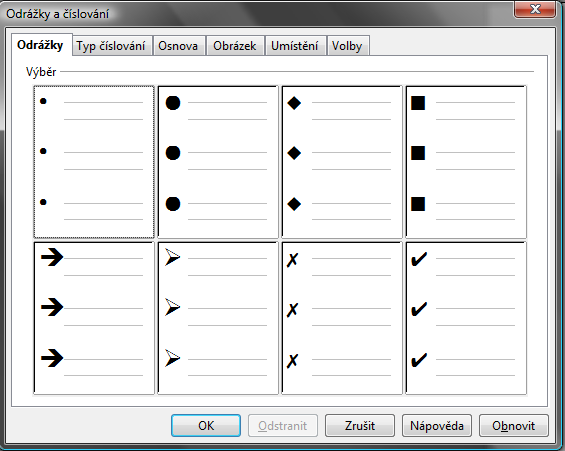 Odrážky a číslování
Odrážky Typ číslování Osnova Obrázek Umístění Volby
Výběr
OK Odstranit Zrušit Nápověda Obnovit